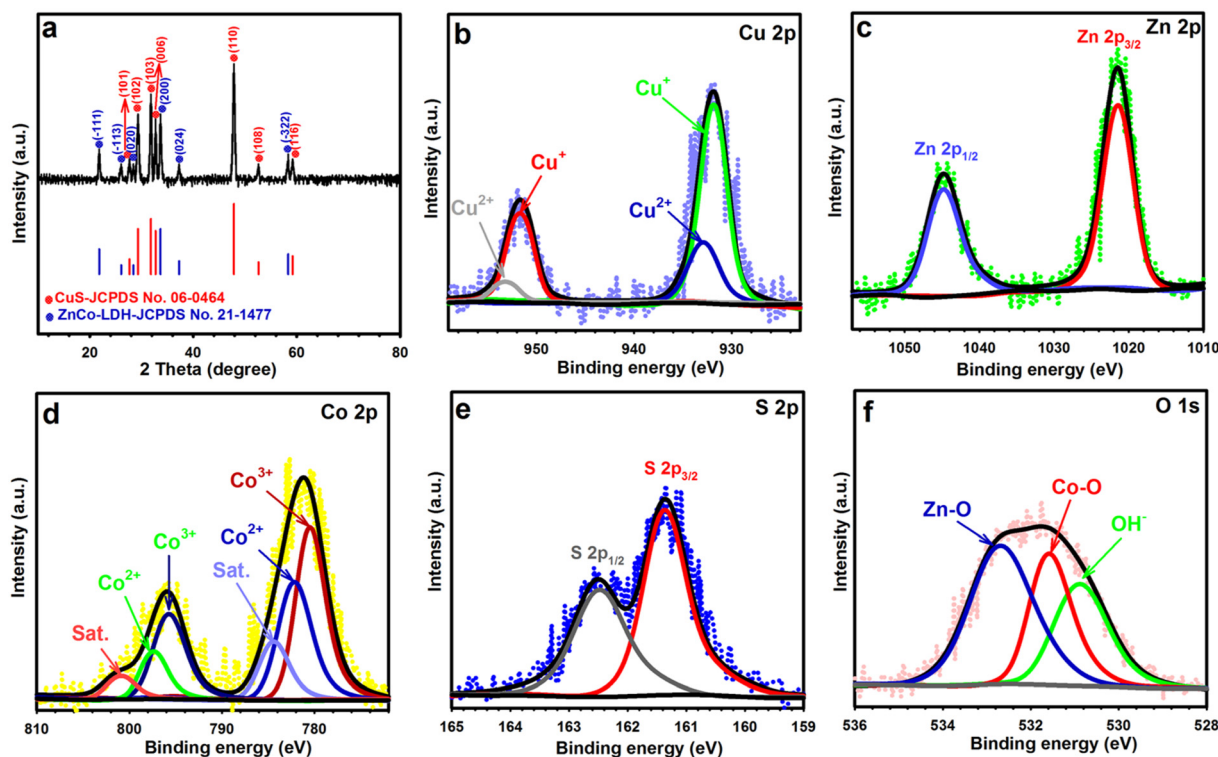 a
(-111)
(-113)
(101)
(020)
(102)
(103)
(006)
(200)
(024)
(110)
(108)
(-322)
(116)
CuS-JCPDS No. 06-0464
ZnCo-LDH-JCPDS No. 21-1477
Intensity (a.u.)
20 40 60 80
2 Theta (degree)
b
Cu 2p
Cu⁺
Cu⁺
Cu²⁺
Cu²⁺
Intensity (a.u.)
950 940 930
Binding energy (eV)
c
Zn 2p
Zn 2p₃/₂
Zn 2p₁/₂
Intensity (a.u.)
1050 1040 1030 1020 1010
Binding energy (eV)
d
Co 2p
Co³⁺
Co³⁺
Co²⁺
Co²⁺
Sat.
Sat.
Intensity (a.u.)
810 800 790 780
Binding energy (eV)
e
S 2p
S 2p₃/₂
S 2p₁/₂
Intensity (a.u.)
165 164 163 162 161 160 159
Binding energy (eV)
f
O 1s
Zn-O
Co-O
OH⁻
Intensity (a.u.)
536 534 532 530 528
Binding energy (eV)